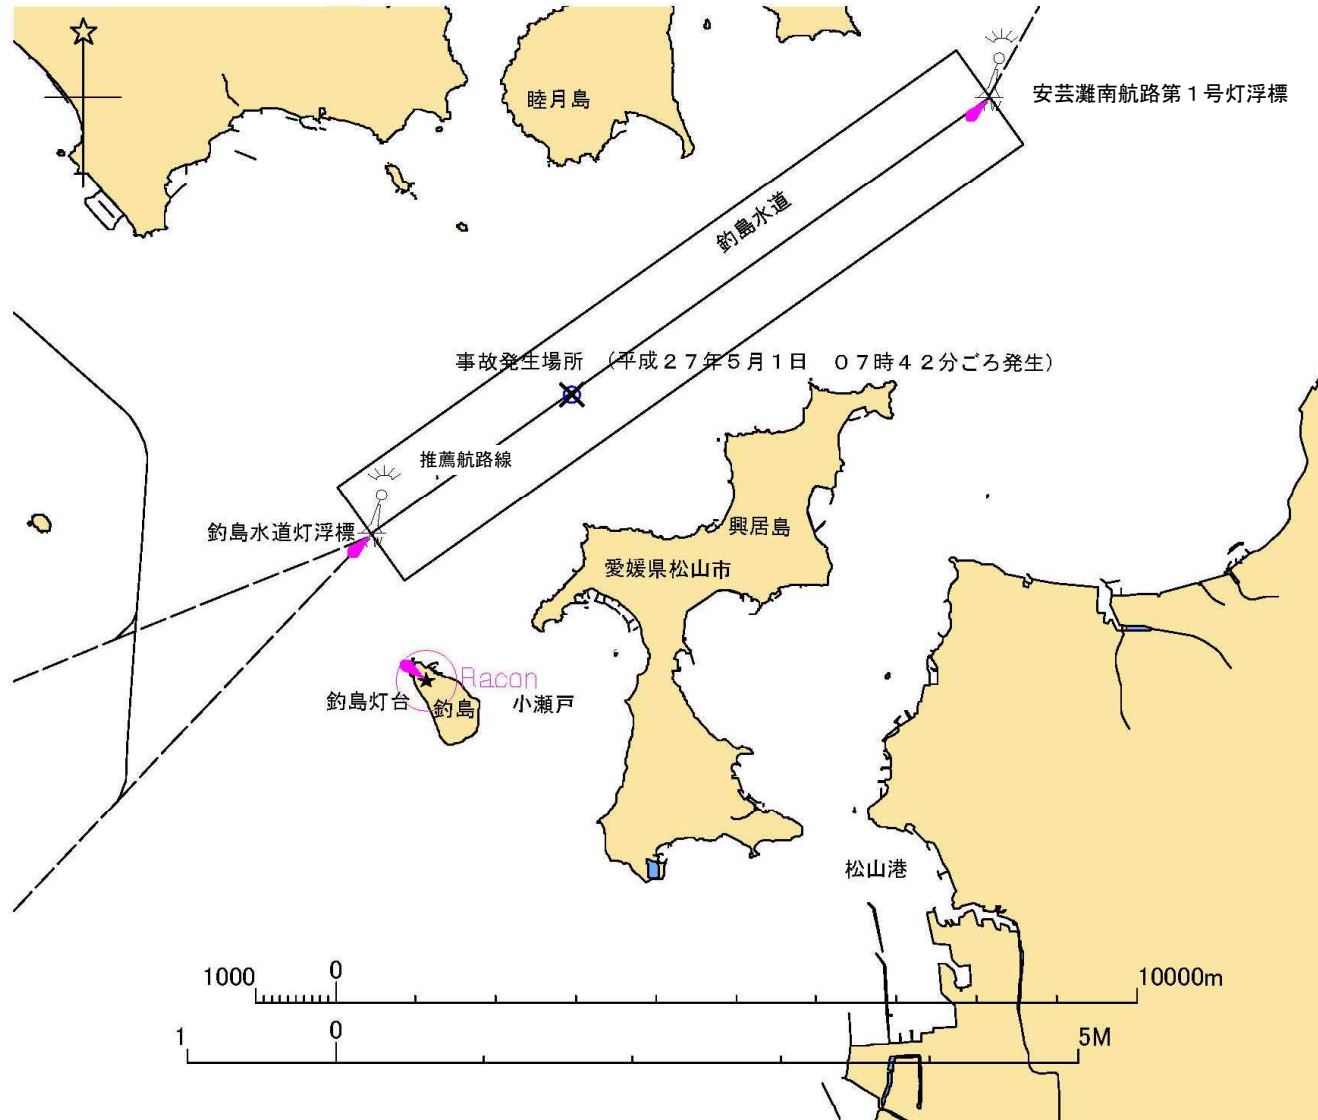 睦月島
安芸灘南航路第１号灯浮標
釣島水道
事故発生場所　（平成２７年５月１日　０７時４２分ごろ発生）
推薦航路線
釣島水道灯浮標
興居島
愛媛県松山市
Racon
釣島灯台
釣島
小瀬戸
松山港
1000
0
10000m
1
0
5M